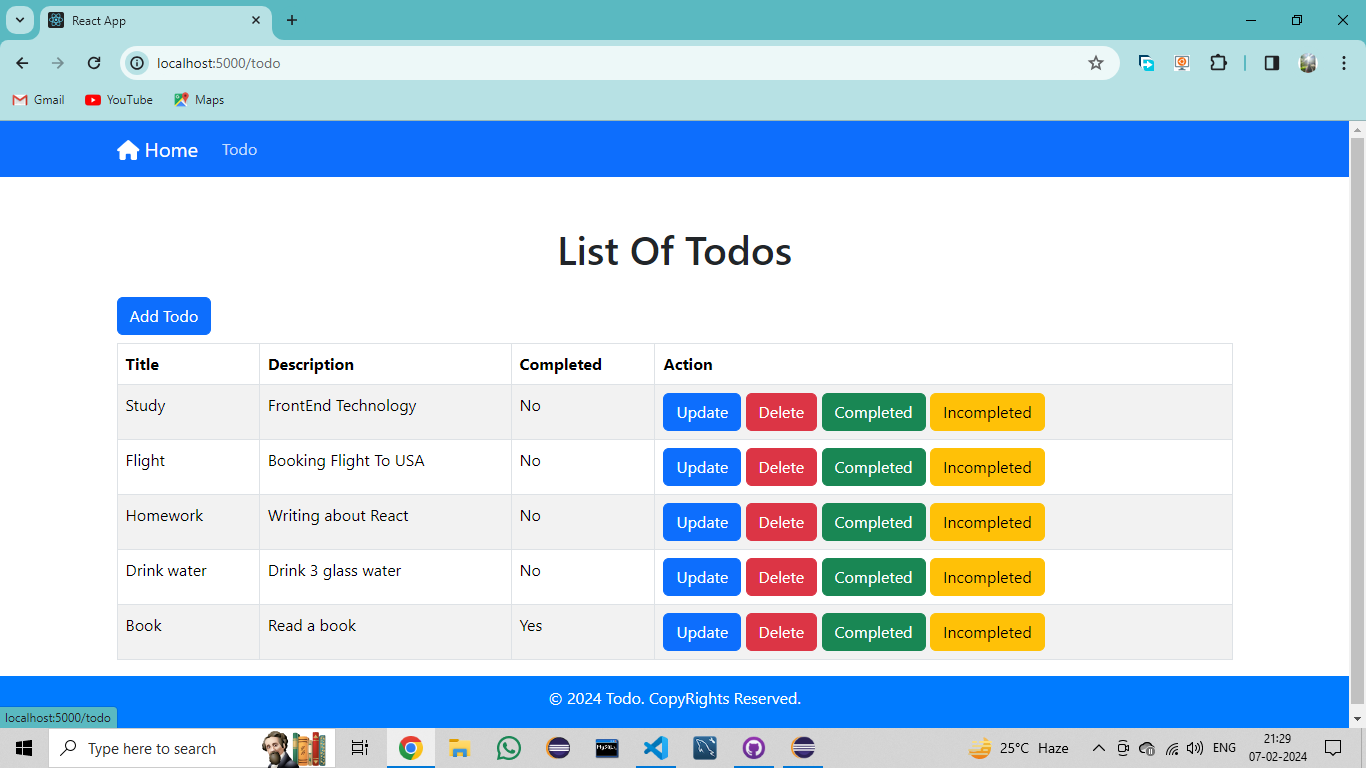 React App
localhost:5000/todo
Gmail YouTube Maps
Home Todo
List Of Todos
Add Todo
Title Description Completed Action
Study FrontEnd Technology No Update Delete Completed Incompleted
Flight Booking Flight To USA No Update Delete Completed Incompleted
Homework Writing about React No Update Delete Completed Incompleted
Drink water Drink 3 glass water No Update Delete Completed Incompleted
Book Read a book Yes Update Delete Completed Incompleted
© 2024 Todo. CopyRights Reserved.
localhost:5000/todo
Type here to search MySQL 25°C Haze ENG 21:29
07-02-2024